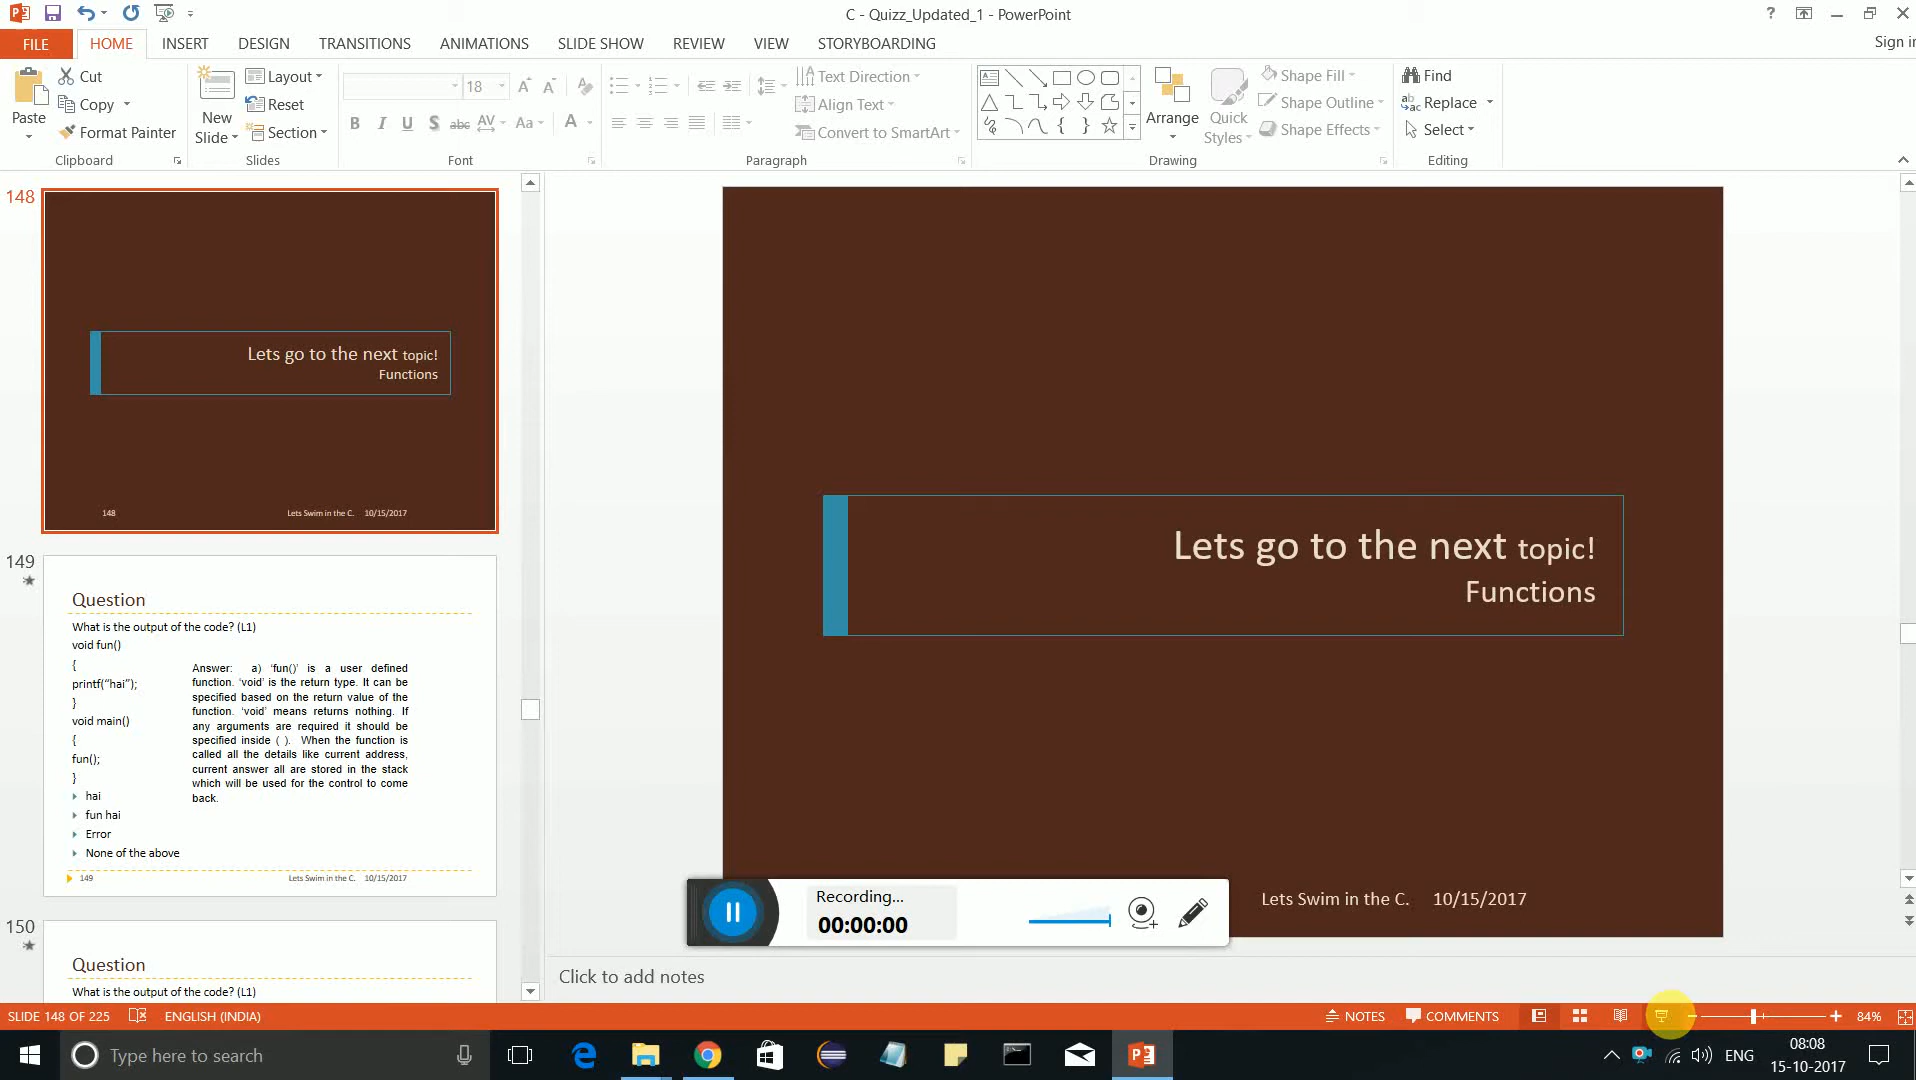 C - Quizz_Updated_1 - PowerPoint
?
FILE
HOME
INSERT
DESIGN
TRANSITIONS
ANIMATIONS
SLIDE SHOW
REVIEW
VIEW
STORYBOARDING
Sign in
Paste
Cut
Copy
Format Painter
Clipboard
New
Slide
Layout
Reset
Section
Slides
18
B I U S abc AV Aa A
Font
Text Direction
Align Text
Convert to SmartArt
Paragraph
Arrange
Quick
Styles
Shape Fill
Shape Outline
Shape Effects
Drawing
Find
Replace
Select
Editing
148
Lets go to the next topic!
Functions
148 Lets Swim in the C. 10/15/2017
149
Question
What is the output of the code? (L1)
void fun()
{
printf(“hai”);
}
void main()
{
fun();
}
hai
fun hai
Error
None of the above
Answer: a) ‘fun()’ is a user defined
function. ‘void’ is the return type. It can be
specified based on the return value of the
function. ‘void’ means returns nothing. If
any arguments are required it should be
specified inside ( ). When the function is
called all the details like current address,
current answer all are stored in the stack
which will be used for the control to come
back.
149 Lets Swim in the C. 10/15/2017
150
Question
What is the output of the code? (L1)
Lets go to the next topic!
Functions
Lets Swim in the C. 10/15/2017
Recording...
00:00:00
Click to add notes
SLIDE 148 OF 225
ENGLISH (INDIA)
NOTES
COMMENTS
84%
Type here to search
ENG
08:08
15-10-2017